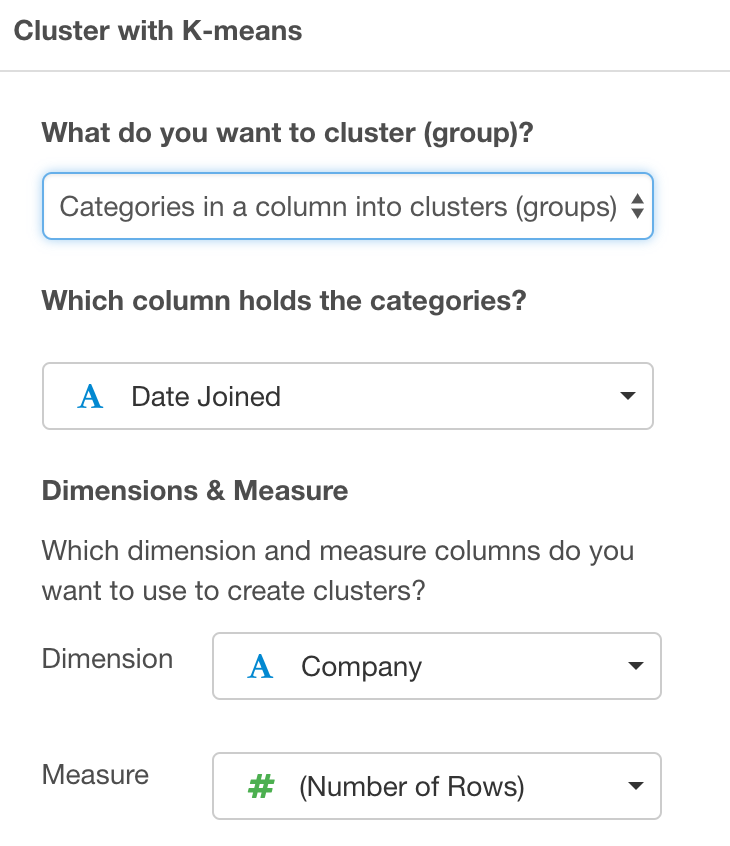 Cluster with K-means
What do you want to cluster (group)?
Categories in a column into clusters (groups)
Which column holds the categories?
A Date Joined
Dimensions & Measure
Which dimension and measure columns do you
want to use to create clusters?
Dimension A Company
Measure # (Number of Rows)